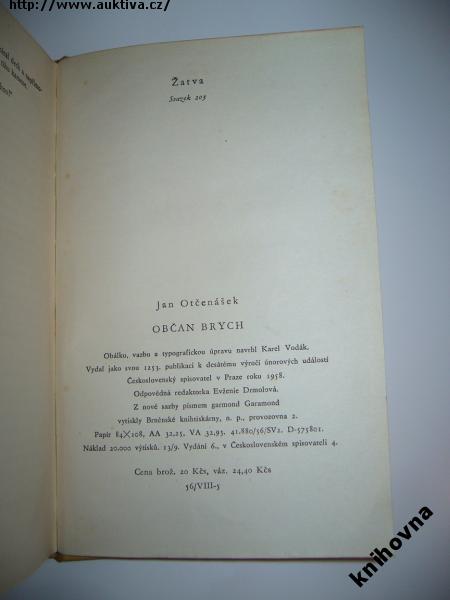 http://www.auktiva.cz/
Žatva
Svazek 205
Jan Otčenášek
OBČAN BRYCH
Obálku, vazbu a typografickou úpravu navrhl Karel Vodák.
Vydal jako svou 1253. publikaci k desátému výročí únorových událostí
Československý spisovatel v Praze roku 1958.
Odpovědná redaktorka Evženie Drmolová.
Z nové sazby písmem garmond Garamond
vytiskly Brněnské knihtiskárny, n. p., provozovna 2.
Papír 84×108, AA 32,25, VA 32,93. 41.880/56/SV2. D-575801.
Náklad 20.000 výtisků. 13/9. Vydání 6., v Československém spisovateli 4.
Cena brož. 20 Kčs, váz. 24,40 Kčs
56/VIII-5
knihovna